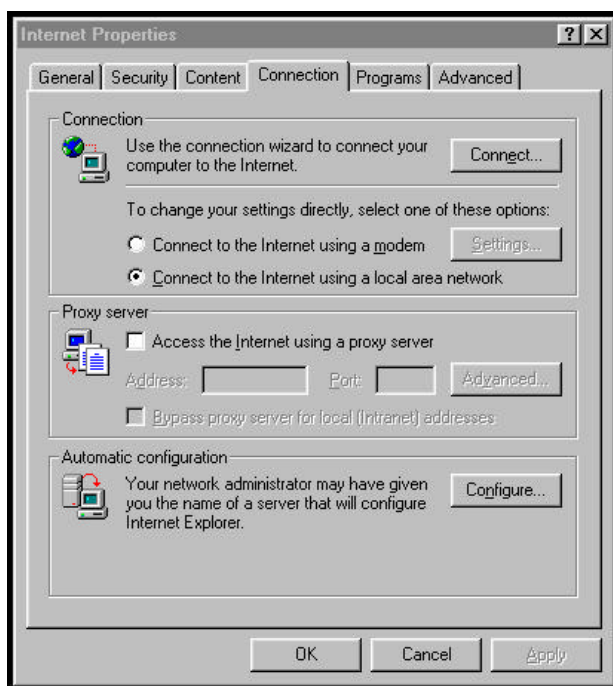 Internet Properties
? X
General Security Content Connection Programs Advanced
Connection
Use the connection wizard to connect your
computer to the Internet.
Connect...
To change your settings directly, select one of these options:
Connect to the Internet using a modem
Settings...
Connect to the Internet using a local area network
Proxy server
Access the Internet using a proxy server
Address: Port: Advanced...
Bypass proxy server for local (Intranet) addresses
Automatic configuration
Your network administrator may have given
you the name of a server that will configure
Internet Explorer.
Configure...
OK Cancel Apply